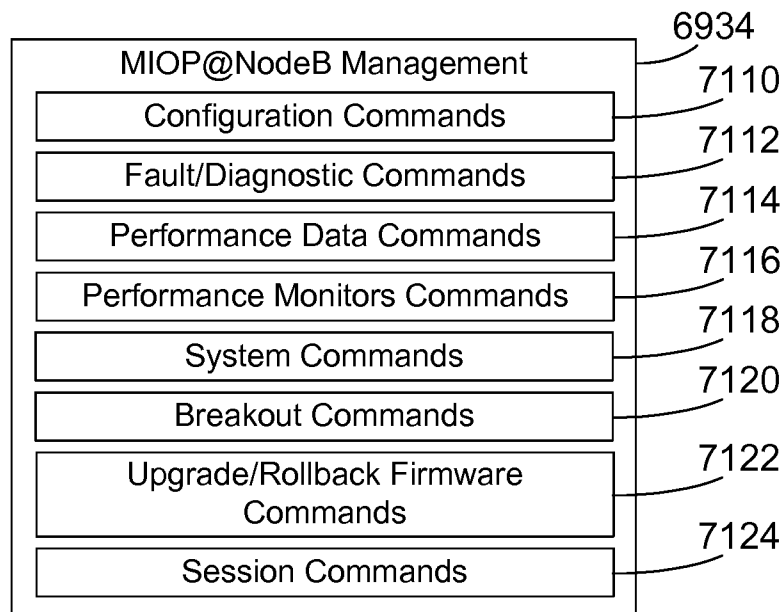 6934
MIOP@NodeB Management
7110
Configuration Commands
7112
Fault/Diagnostic Commands
7114
Performance Data Commands
7116
Performance Monitors Commands
7118
System Commands
7120
Breakout Commands
7122
Upgrade/Rollback Firmware
Commands
7124
Session Commands